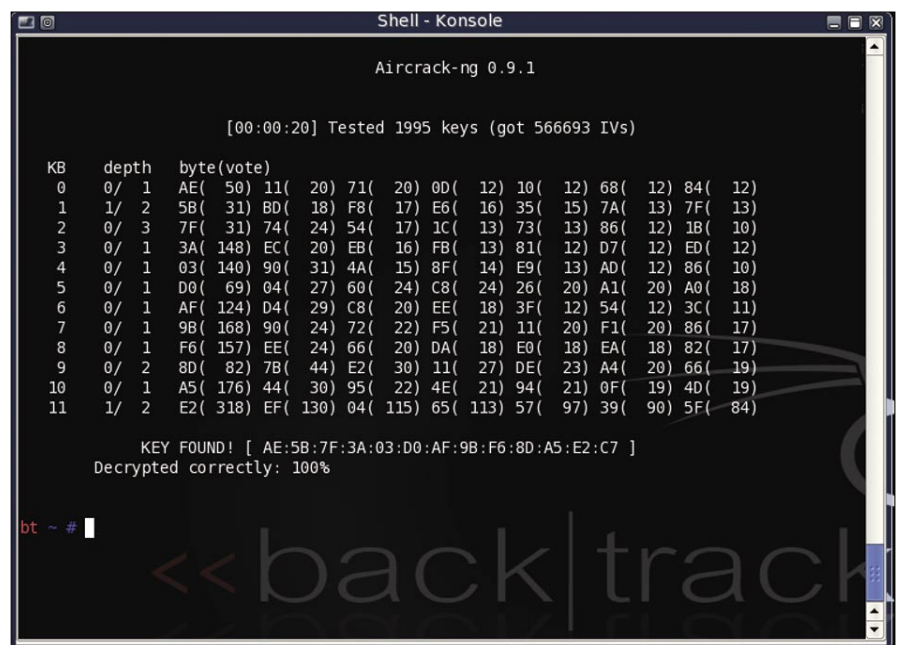 Shell - Konsole
Aircrack-ng 0.9.1
[00:00:20] Tested 1995 keys (got 566693 IVs)
KB depth byte(vote)
0 0/ 1 AE( 50) 11( 20) 71( 20) 0D( 12) 10( 12) 68( 12) 84( 12)
1 1/ 2 5B( 31) BD( 18) F8( 17) E6( 16) 35( 15) 7A( 13) 7F( 13)
2 0/ 3 7F( 31) 74( 24) 54( 17) 1C( 13) 73( 13) 86( 12) 1B( 10)
3 0/ 1 3A( 148) EC( 20) EB( 16) FB( 13) 81( 12) D7( 12) ED( 12)
4 0/ 1 03( 140) 90( 31) 4A( 15) 8F( 14) E9( 13) AD( 12) 86( 10)
5 0/ 1 D0( 69) 04( 27) 60( 24) C8( 24) 26( 20) A1( 20) A0( 18)
6 0/ 1 AF( 124) D4( 29) C8( 20) EE( 18) 3F( 12) 54( 12) 3C( 11)
7 0/ 1 9B( 168) 90( 24) 72( 22) F5( 21) 11( 20) F1( 20) 86( 17)
8 0/ 1 F6( 157) EE( 24) 66( 20) DA( 18) E0( 18) EA( 18) 82( 17)
9 0/ 2 8D( 82) 7B( 44) E2( 30) 11( 27) DE( 23) A4( 20) 66( 19)
10 0/ 1 A5( 176) 44( 30) 95( 22) 4E( 21) 94( 21) 0F( 19) 4D( 19)
11 1/ 2 E2( 318) EF( 130) 04( 115) 65( 113) 57( 97) 39( 90) 5F( 84)
KEY FOUND! [ AE:5B:7F:3A:03:D0:AF:9B:F6:8D:A5:E2:C7 ]
Decrypted correctly: 100%
bt ~ #
<<back|track